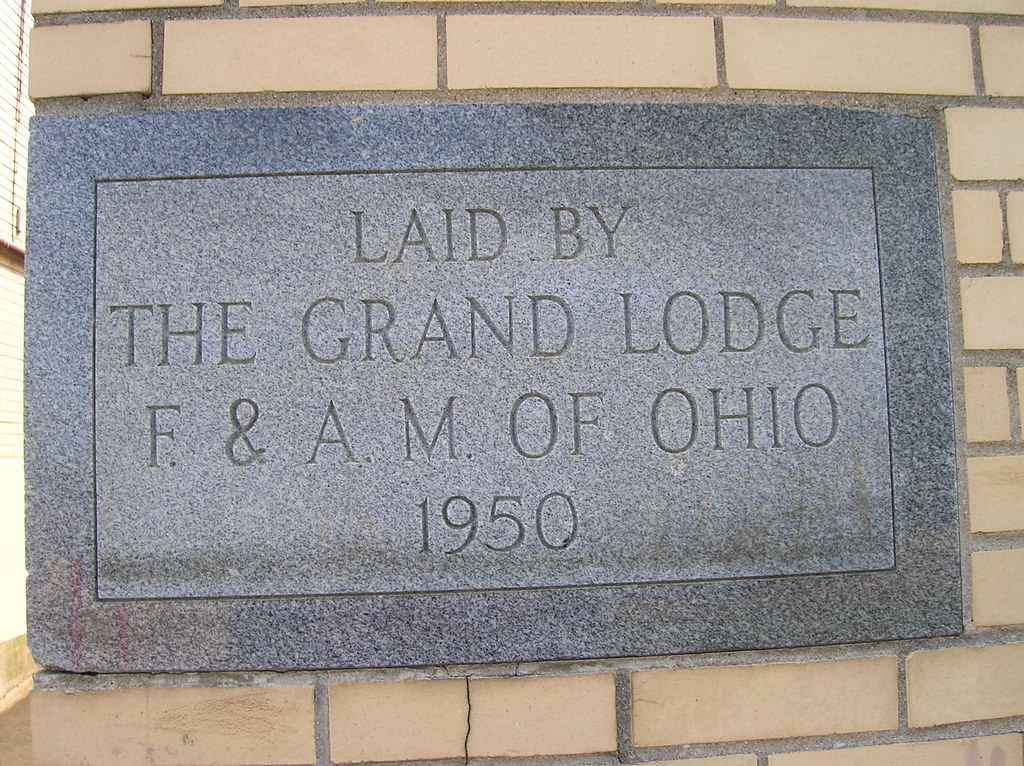 LAID BY
THE GRAND LODGE
F. & A. M. OF OHIO
1950